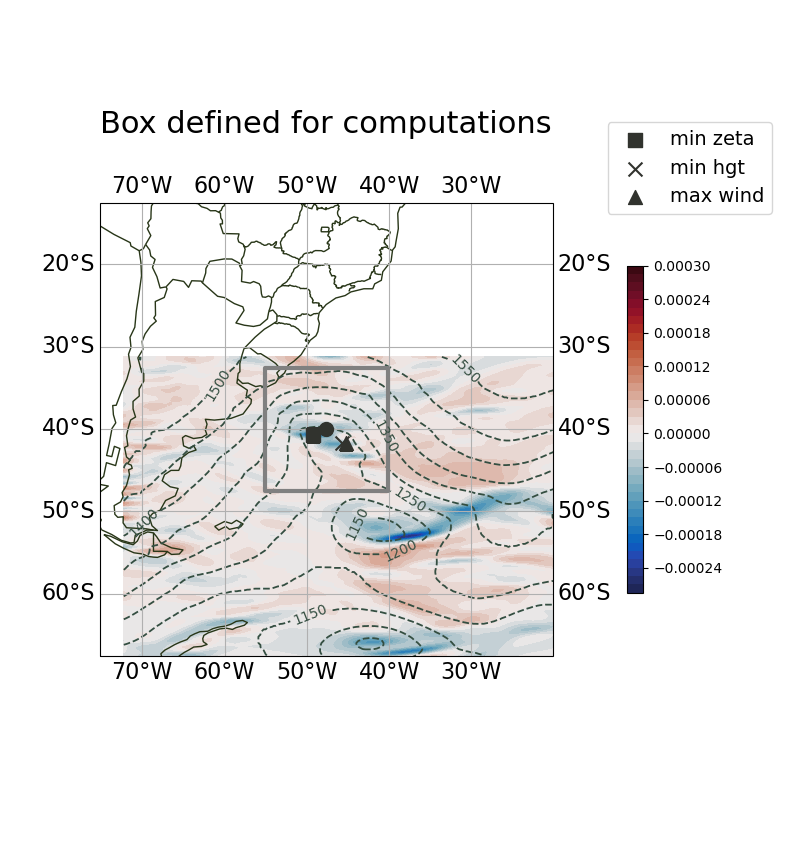 Box defined for computations
min zeta
min hgt
max wind
70°W 60°W 50°W 40°W 30°W
20°S 20°S
30°S 30°S
40°S 40°S
50°S 50°S
60°S 60°S
70°W 60°W 50°W 40°W 30°W
1500
1550
1350
1250
1150
1200
1400
1150
0.00030
0.00024
0.00018
0.00012
0.00006
0.00000
−0.00006
−0.00012
−0.00018
−0.00024